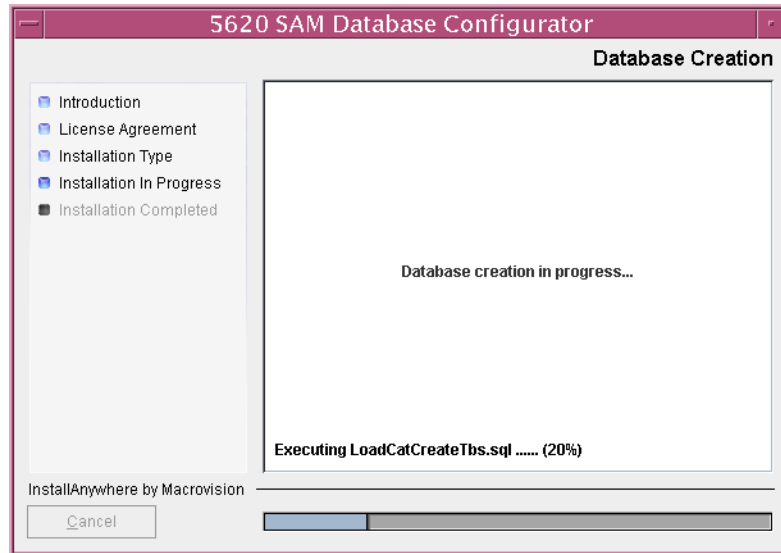 5620 SAM Database Configurator
Database Creation
Introduction
License Agreement
Installation Type
Installation In Progress
Installation Completed
Database creation in progress...
Executing LoadCatCreateTbs.sql ...... (20%)
InstallAnywhere by Macrovision
Cancel